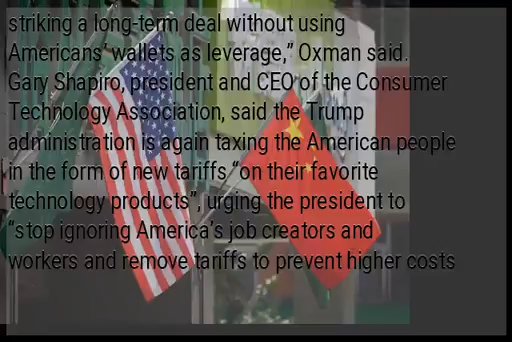 striking a long-term deal without using
Americans’ wallets as leverage,” Oxman said.
Gary Shapiro, president and CEO of the Consumer
Technology Association, said the Trump
administration is again taxing the American people
in the form of new tariffs “on their favorite
technology products”, urging the president to
“stop ignoring America’s job creators and
workers and remove tariffs to prevent higher costs